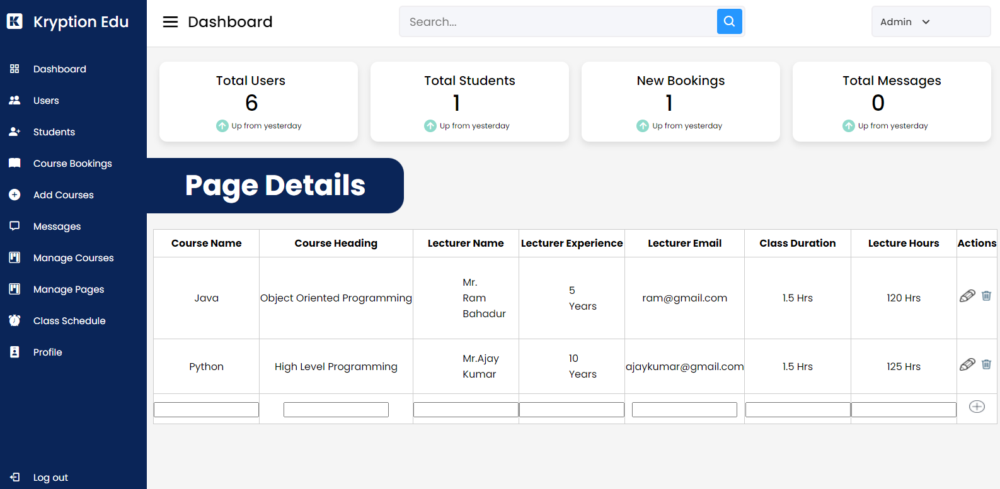 Kryption Edu
Dashboard
Users
Students
Course Bookings
Add Courses
Messages
Manage Courses
Manage Pages
Class Schedule
Profile
Log out
Dashboard
Search...
Admin
Total Users
6
Up from yesterday
Total Students
1
Up from yesterday
New Bookings
1
Up from yesterday
Total Messages
0
Up from yesterday
Page Details
Course Name Course Heading Lecturer Name Lecturer Experience Lecturer Email Class Duration Lecture Hours Actions
Java
Object Oriented Programming
Mr.
Ram
Bahadur
5
Years
ram@gmail.com
1.5 Hrs
120 Hrs
Python
High Level Programming
Mr.Ajay
Kumar
10
Years
ajaykumar@gmail.com
1.5 Hrs
125 Hrs